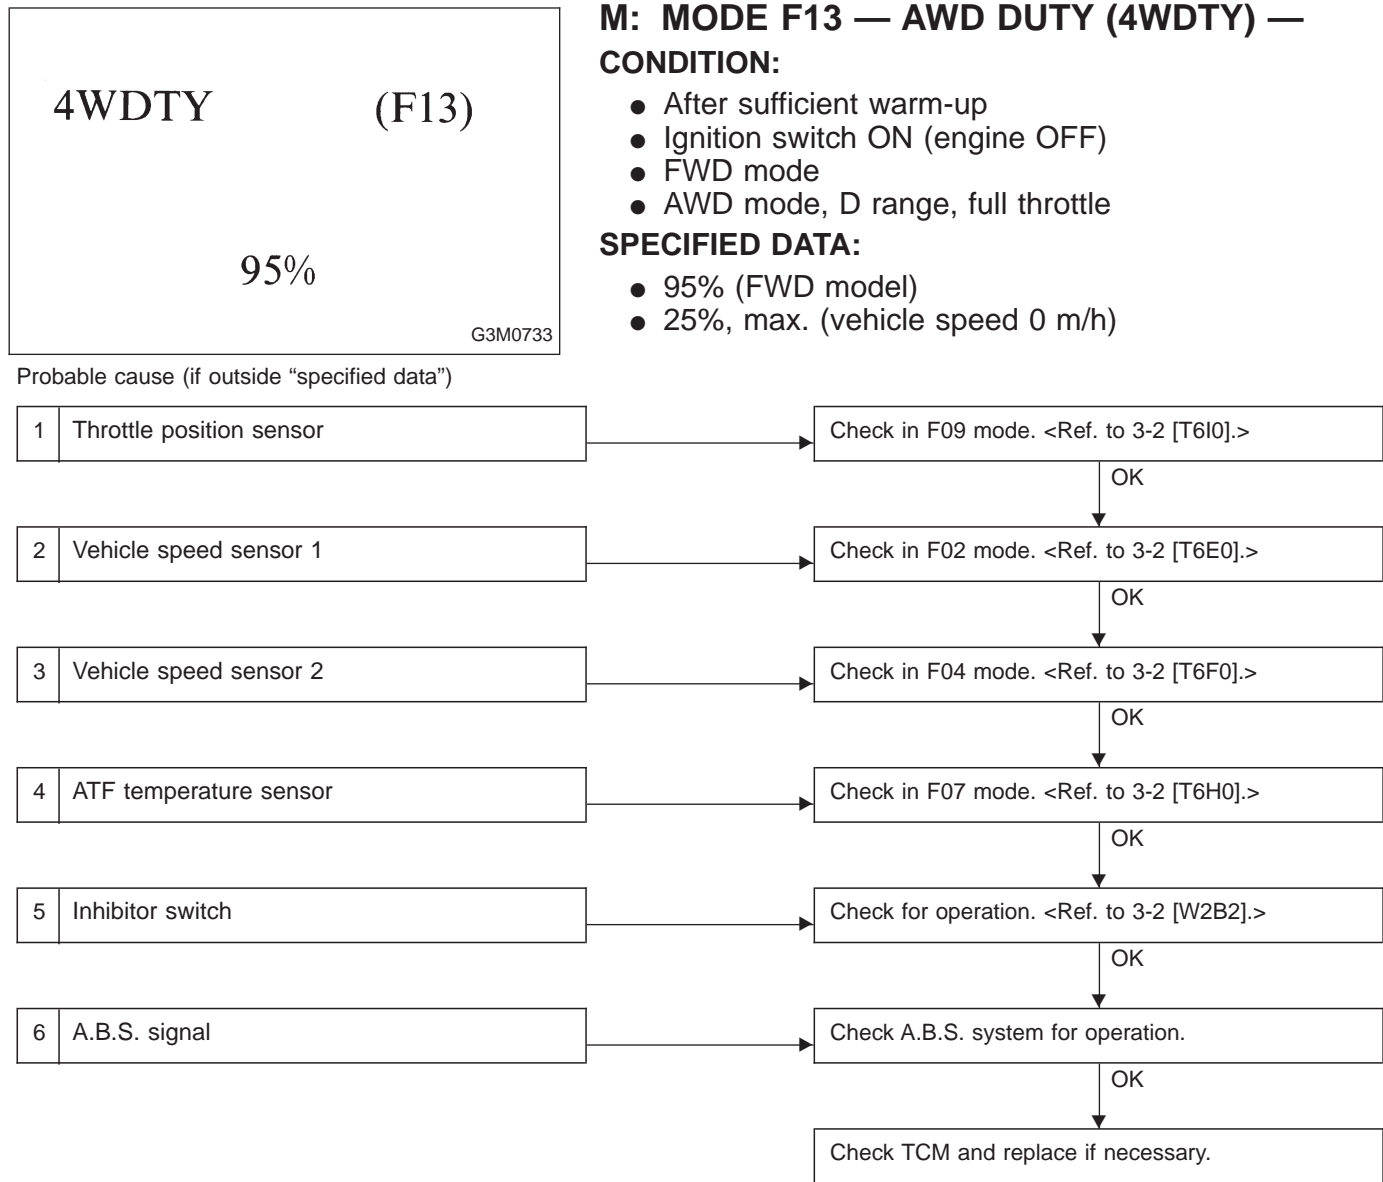 4WDTY (F13)
95%
G3M0733
M: MODE F13 — AWD DUTY (4WDTY) —
CONDITION:
● After sufficient warm-up
● Ignition switch ON (engine OFF)
● FWD mode
● AWD mode, D range, full throttle
SPECIFIED DATA:
● 95% (FWD model)
● 25%, max. (vehicle speed 0 m/h)
Probable cause (if outside “specified data”)
1 Throttle position sensor
Check in F09 mode. <Ref. to 3-2 [T6I0].>
OK
2 Vehicle speed sensor 1
Check in F02 mode. <Ref. to 3-2 [T6E0].>
OK
3 Vehicle speed sensor 2
Check in F04 mode. <Ref. to 3-2 [T6F0].>
OK
4 ATF temperature sensor
Check in F07 mode. <Ref. to 3-2 [T6H0].>
OK
5 Inhibitor switch
Check for operation. <Ref. to 3-2 [W2B2].>
OK
6 A.B.S. signal
Check A.B.S. system for operation.
OK
Check TCM and replace if necessary.